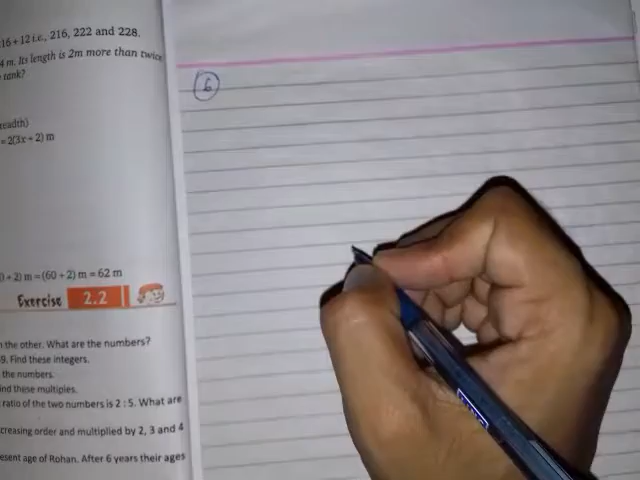 16 + 12 i.e., 216, 222 and 228.
4 m. Its length is 2m more than twice
tank?
readth)
= 2(3x + 2) m
0 + 2) m = (60 + 2) m = 62 m
Exercise 2.2
n the other. What are the numbers?
9. Find these integers.
the numbers.
ind these multiples.
ratio of the two numbers is 2 : 5. What are
creasing order and multiplied by 2, 3 and 4
esent age of Rohan. After 6 years their ages
6